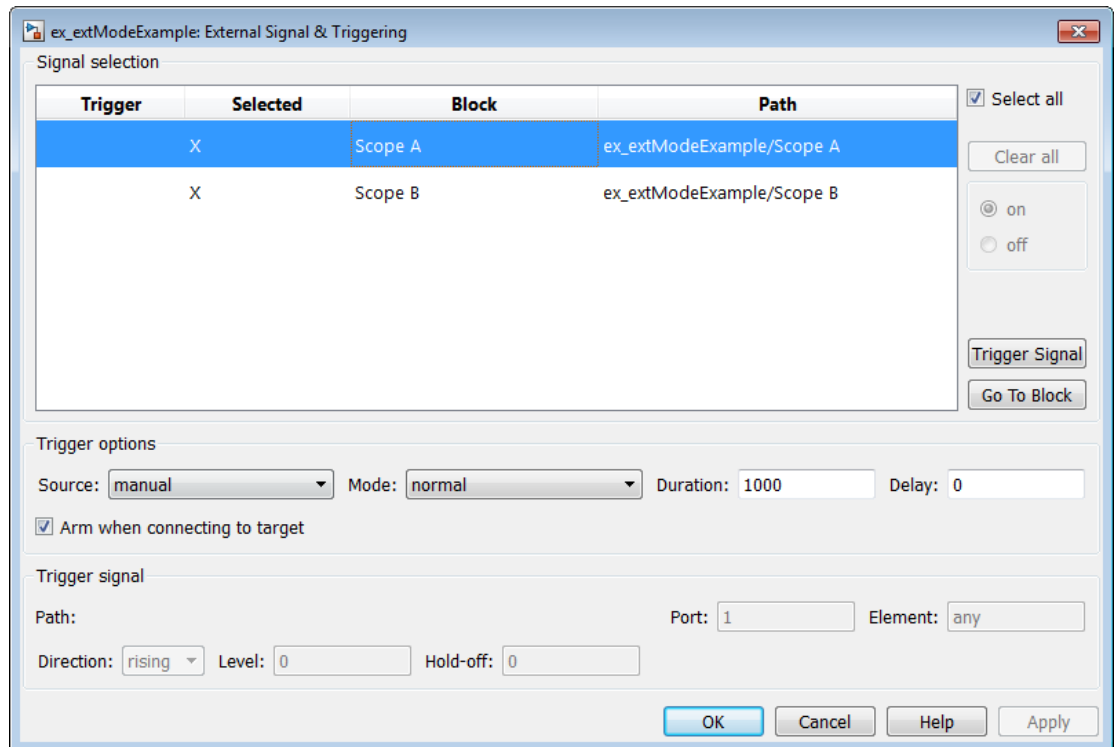 ex_extModeExample: External Signal & Triggering
Signal selection
Trigger Selected Block Path
X Scope A ex_extModeExample/Scope A
X Scope B ex_extModeExample/Scope B
Select all
Clear all
on
off
Trigger Signal
Go To Block
Trigger options
Source: manual Mode: normal Duration: 1000 Delay: 0
Arm when connecting to target
Trigger signal
Path: Port: 1 Element: any
Direction: rising Level: 0 Hold-off: 0
OK Cancel Help Apply